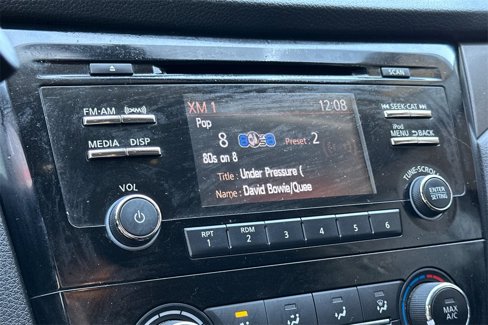 SCAN
FM·AM
SEEK·CAT
MEDIA
DISP
iPod
MENU
BACK
XM 1
12:08
Pop
8
Preset : 2
80s on 8
Title : Under Pressure (
Name : David Bowie/Quee
VOL
TUNE·SCROLL
ENTER
SETTING
RPT
1
RDM
2
3
4
5
6
MAX
A/C